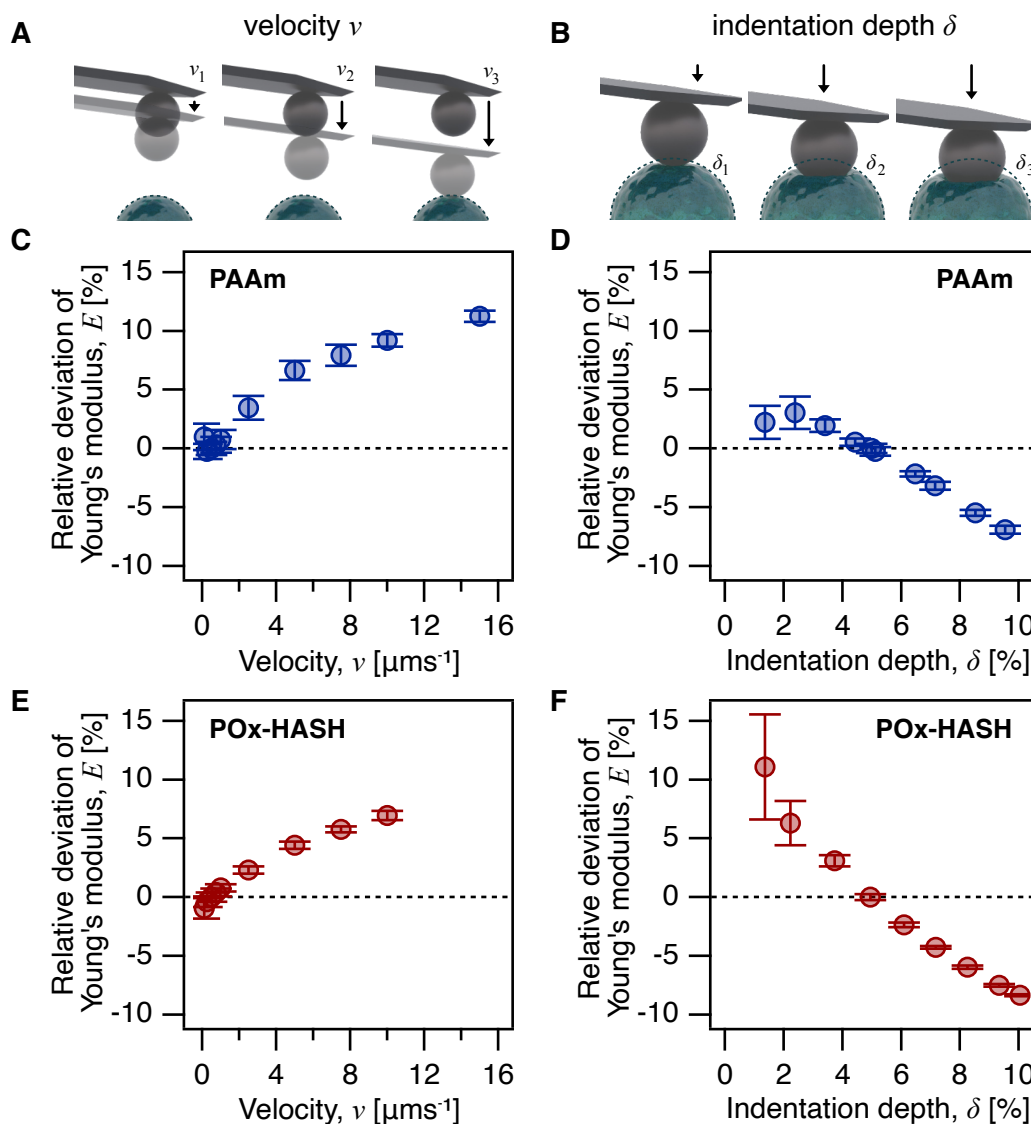 A
velocity ν
v1
v2
v3
B
indentation depth δ
δ1
δ2
δ3
C
PAAm
Relative deviation of
Young's modulus, E [%]
15
10
5
0
-5
-10
0
4
8
12
16
Velocity, ν [µms⁻¹]
D
PAAm
Relative deviation of
Young's modulus, E [%]
15
10
5
0
-5
-10
0
2
4
6
8
10
Indentation depth, δ [%]
E
POx-HASH
Relative deviation of
Young's modulus, E [%]
15
10
5
0
-5
-10
0
4
8
12
16
Velocity, ν [µms⁻¹]
F
POx-HASH
Relative deviation of
Young's modulus, E [%]
15
10
5
0
-5
-10
0
2
4
6
8
10
Indentation depth, δ [%]